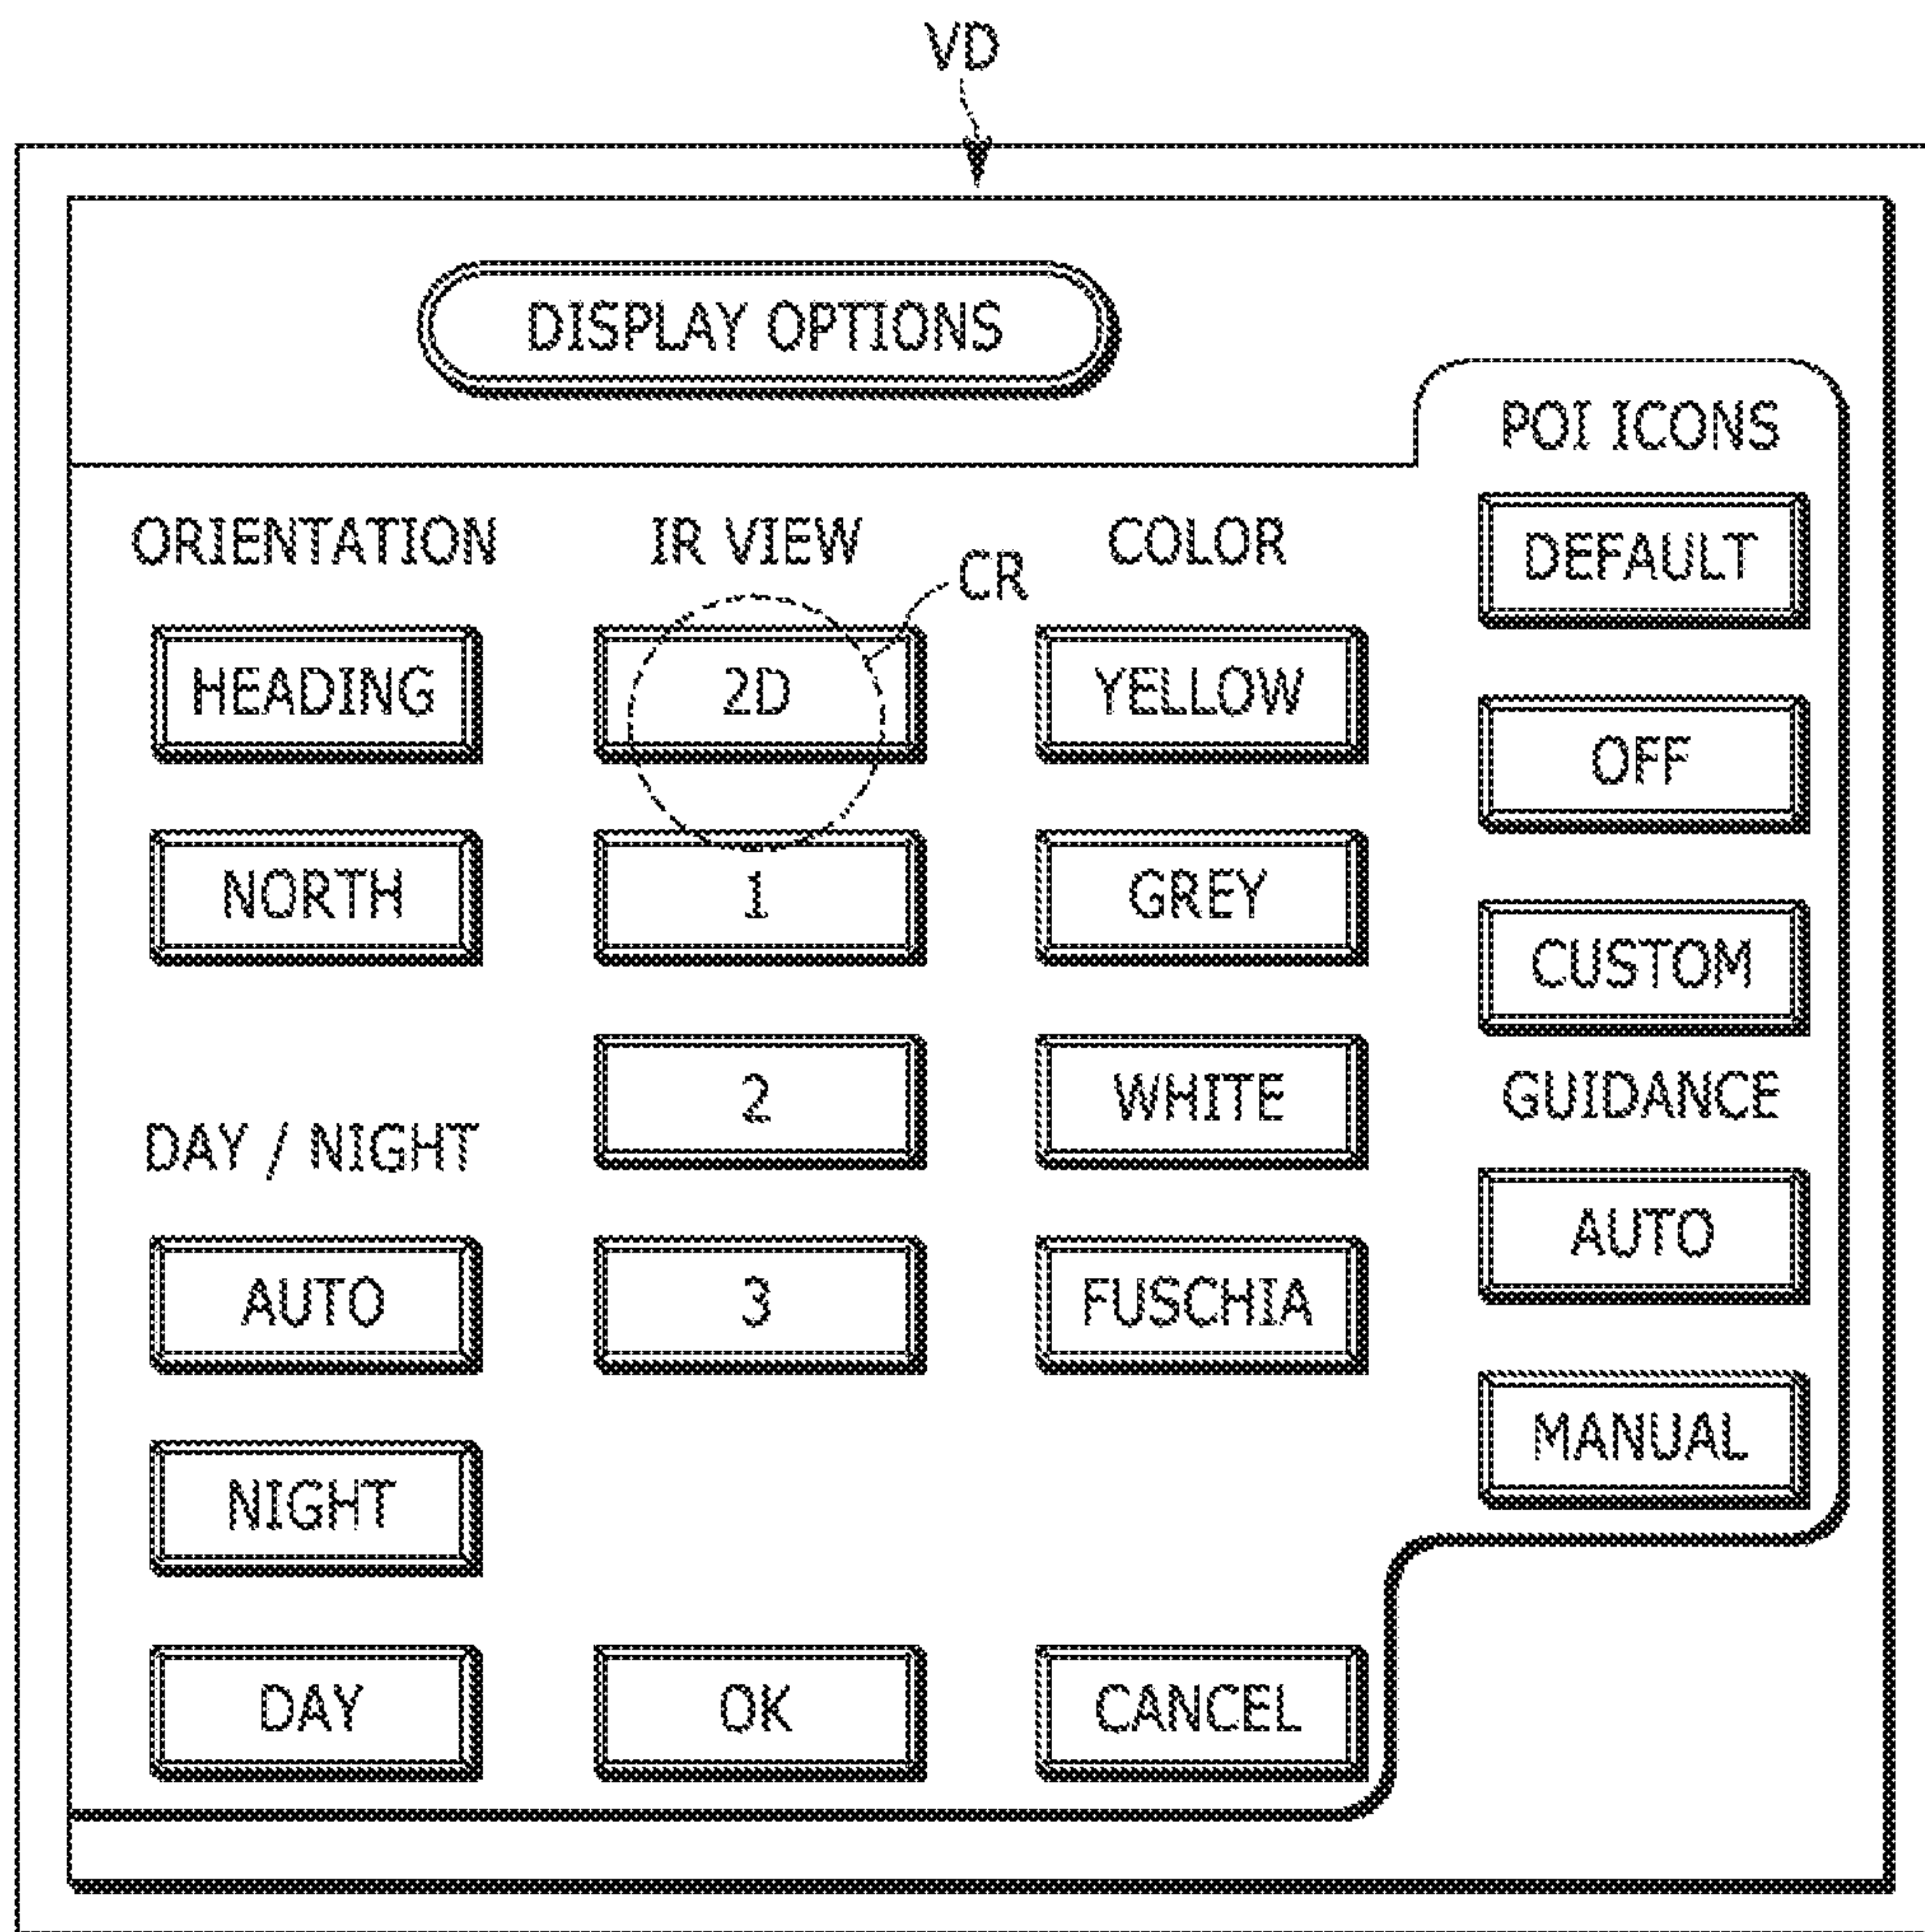 VD
DISPLAY OPTIONS
POI ICONS
ORIENTATION
IR VIEW
CR
COLOR
DEFAULT
HEADING
2D
YELLOW
OFF
NORTH
1
GREY
CUSTOM
2
WHITE
GUIDANCE
DAY / NIGHT
AUTO
3
FUSCHIA
AUTO
NIGHT
MANUAL
DAY
OK
CANCEL